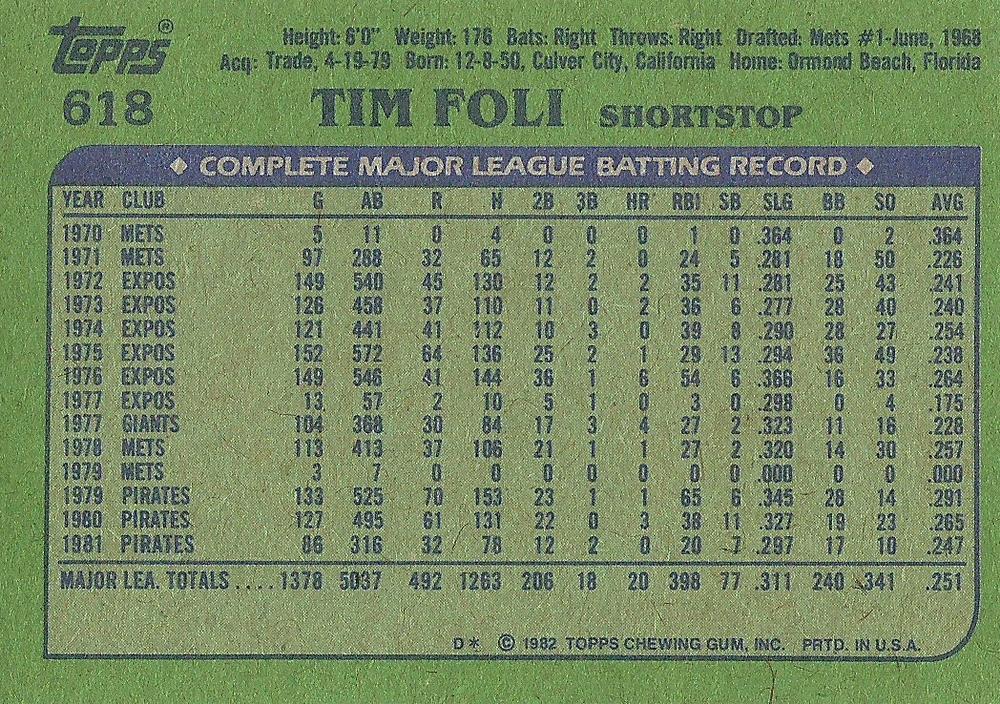 Topps®
Height: 6'0" Weight: 176 Bats: Right Throws: Right Drafted: Mets #1-June, 1968
Acq: Trade, 4-19-79 Born: 12-8-50, Culver City, California Home: Ormond Beach, Florida
618 TIM FOLI SHORTSTOP
♦ COMPLETE MAJOR LEAGUE BATTING RECORD ♦
YEAR CLUB G AB R H 2B 3B HR RBI SB SLG BB SO AVG
1970 METS 5 11 0 4 0 0 0 1 0 .364 0 2 .364
1971 METS 97 288 32 65 12 2 0 24 5 .281 18 50 .226
1972 EXPOS 149 540 45 130 12 2 2 35 11 .281 25 43 .241
1973 EXPOS 126 458 37 110 11 0 2 36 6 .277 28 40 .240
1974 EXPOS 121 441 41 112 10 3 0 39 8 .290 28 27 .254
1975 EXPOS 152 572 64 136 25 2 1 29 13 .294 36 49 .238
1976 EXPOS 149 546 41 144 36 1 6 54 6 .366 16 33 .264
1977 EXPOS 13 57 2 10 5 1 0 3 0 .298 0 4 .175
1977 GIANTS 104 368 30 84 17 3 4 27 2 .323 11 16 .228
1978 METS 113 413 37 106 21 1 1 27 2 .320 14 30 .257
1979 METS 3 7 0 0 0 0 0 0 0 .000 0 0 .000
1979 PIRATES 133 525 70 153 23 1 1 65 6 .345 28 14 .291
1980 PIRATES 127 495 61 131 22 0 3 38 11 .327 19 23 .265
1981 PIRATES 86 316 32 78 12 2 0 20 7 .297 17 10 .247
MAJOR LEA. TOTALS .... 1378 5037 492 1263 206 18 20 398 77 .311 240 341 .251
D* © 1982 TOPPS CHEWING GUM, INC. PRTD. IN U.S.A.